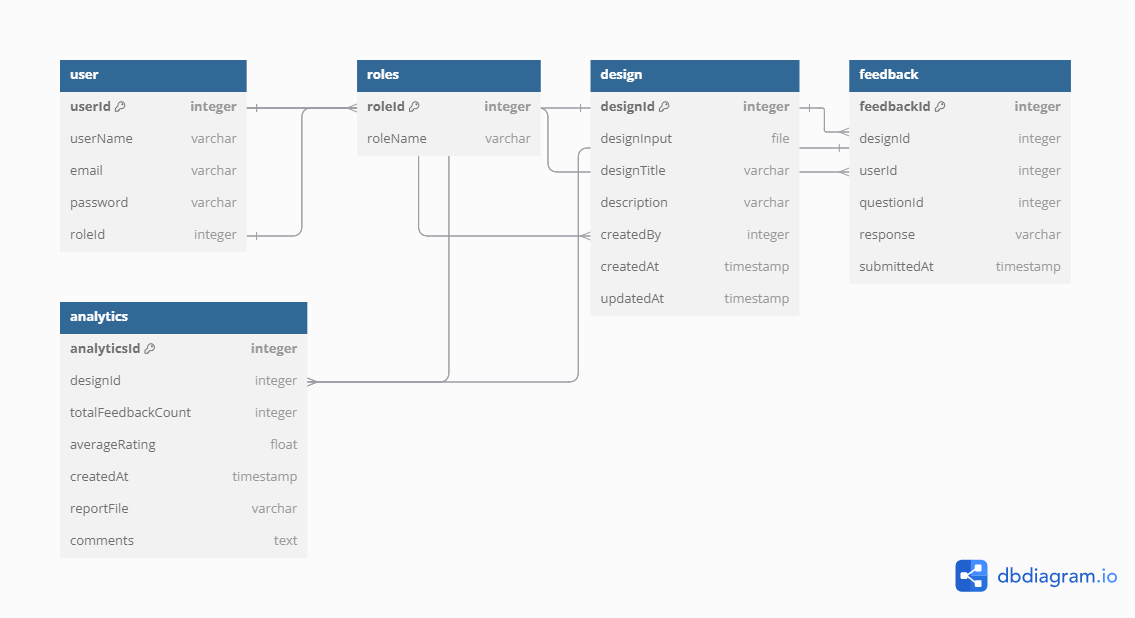 user
userId integer
userName varchar
email varchar
password varchar
roleId integer
roles
roleId integer
roleName varchar
design
designId integer
designInput file
designTitle varchar
description varchar
createdBy integer
createdAt timestamp
updatedAt timestamp
feedback
feedbackId integer
designId integer
userId integer
questionId integer
response varchar
submittedAt timestamp
analytics
analyticsId integer
designId integer
totalFeedbackCount integer
averageRating float
createdAt timestamp
reportFile varchar
comments text
dbdiagram.io